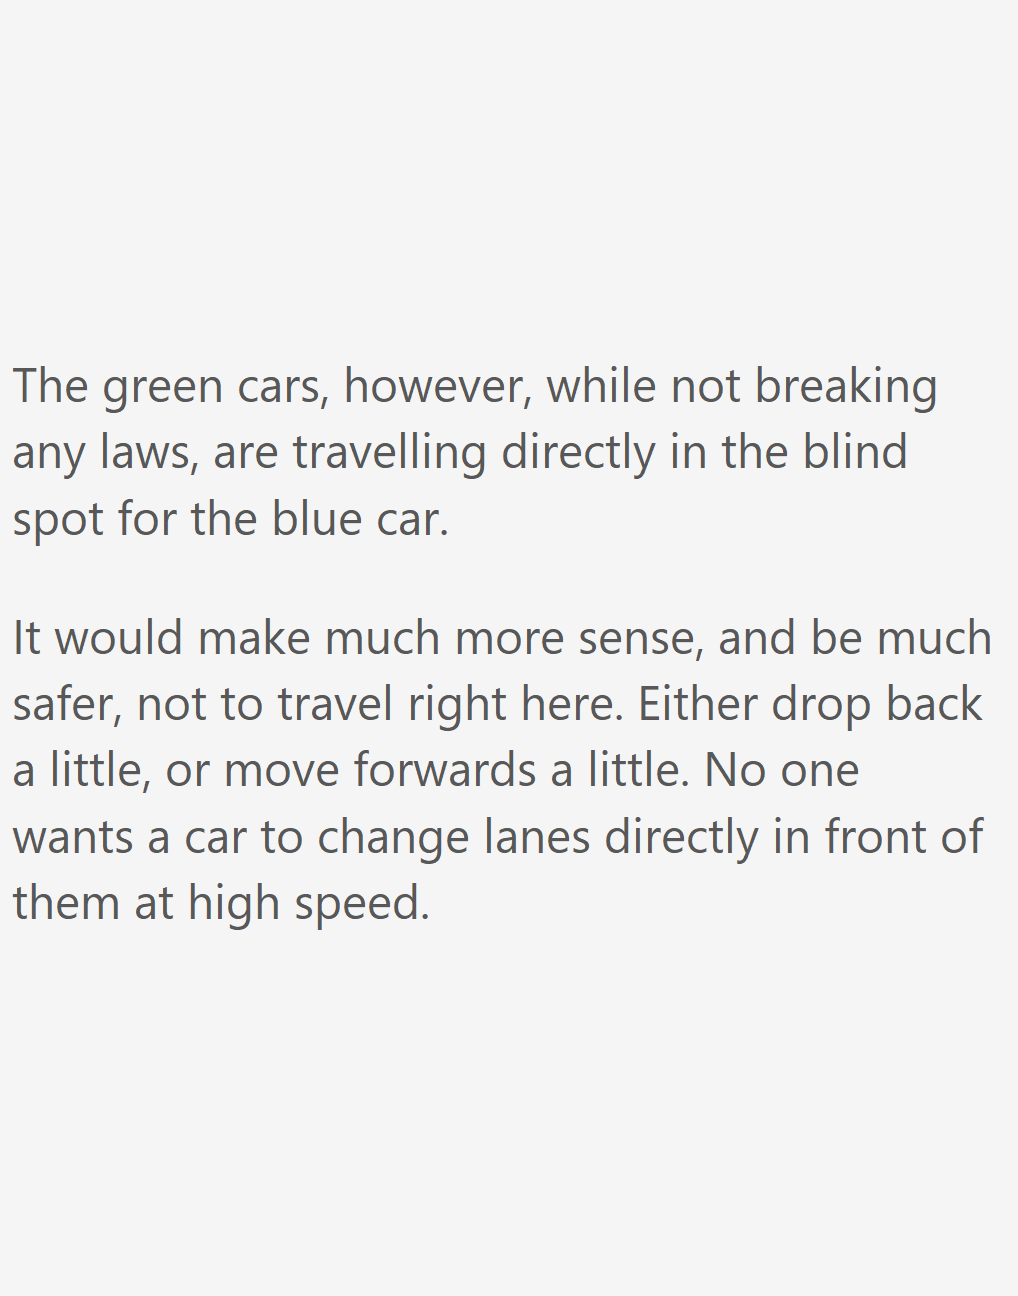 The green cars, however, while not breaking
any laws, are travelling directly in the blind
spot for the blue car.
It would make much more sense, and be much
safer, not to travel right here. Either drop back
a little, or move forwards a little. No one
wants a car to change lanes directly in front of
them at high speed.